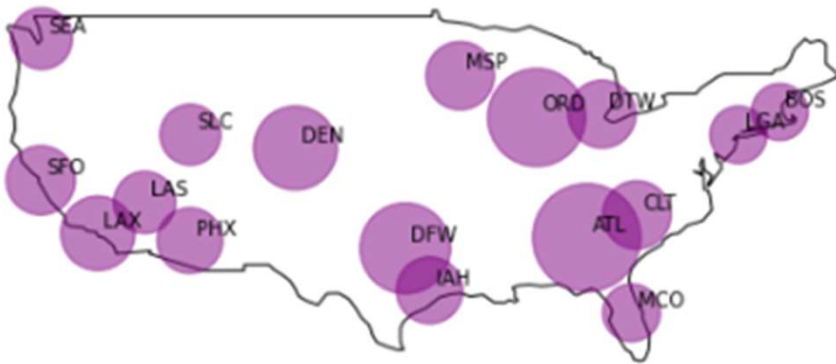 SEA
MSP
ORD
DTW
BOS
SLC
DEN
LGA
SFO
LAS
LAX
PHX
CLT
ATL
DFW
IAH
MCO